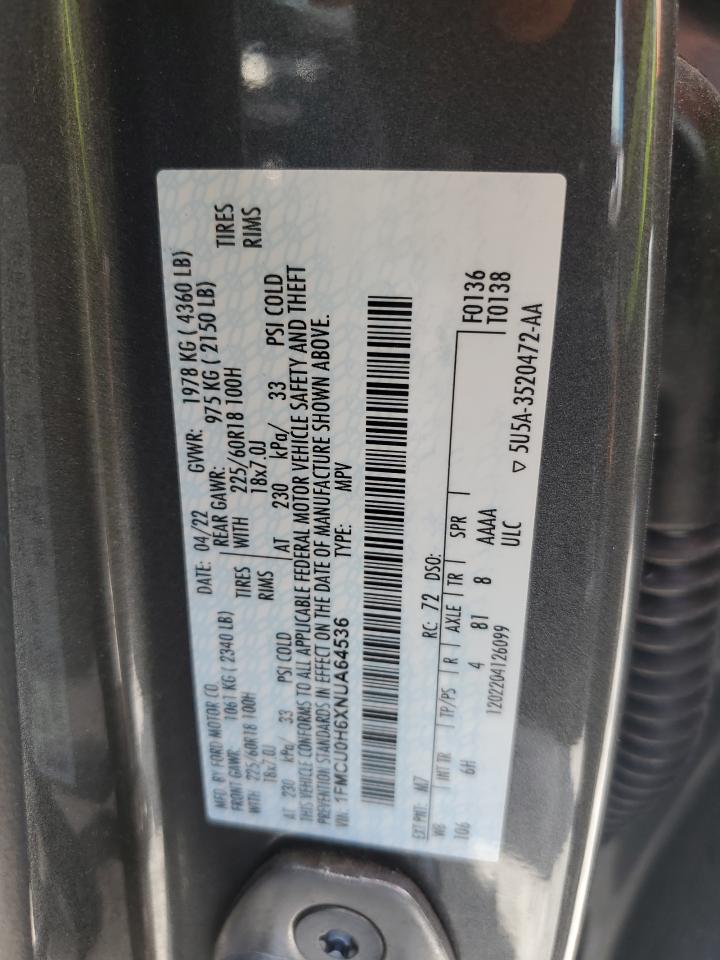 MFD. BY FORD MOTOR CO. DATE: 04/22 GVWR: 1978 KG ( 4360 LB)
FRONT GAWR: 1061 KG ( 2340 LB) REAR GAWR: 975 KG ( 2150 LB)
WITH 225/60R18 100H TIRES WITH 225/60R18 100H TIRES
18x7.0J RIMS 18x7.0J RIMS
AT 230 kPa/ 33 PSI COLD AT 230 kPa/ 33 PSI COLD
THIS VEHICLE CONFORMS TO ALL APPLICABLE FEDERAL MOTOR VEHICLE SAFETY AND THEFT
PREVENTION STANDARDS IN EFFECT ON THE DATE OF MANUFACTURE SHOWN ABOVE.
VIN: 1FMCU0H6XNUA64536 TYPE: MPV
EXT PNT: M7 RC: 72 DSO: F0136
WB INT TR TP/PS R AXLE TR SPR T0138
106 6H 4 81 8 AAAA
1202204126099 ULC ▽ 5U5A-3520472-AA